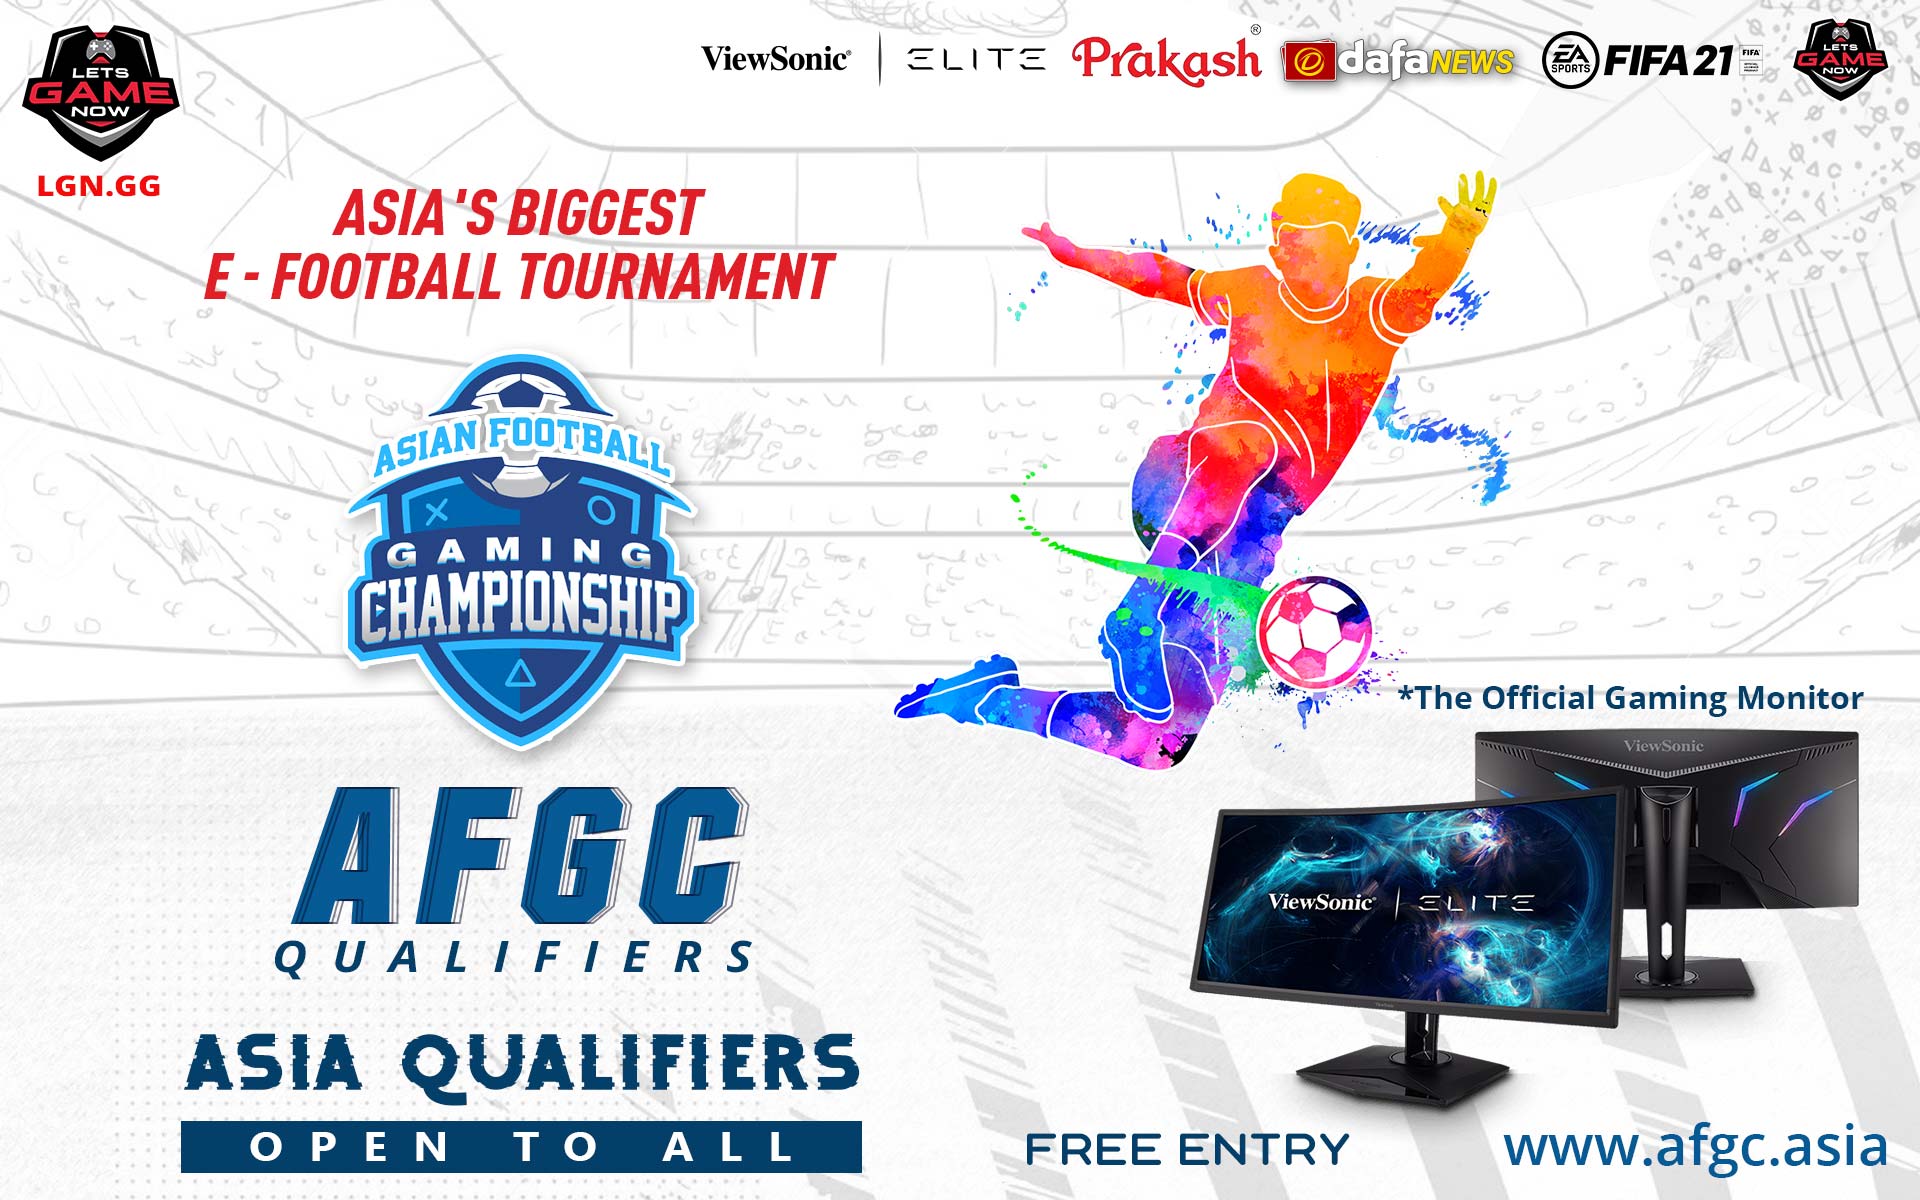 LETS
GAME
NOW
LGN.GG
ViewSonic® | ELITE
Prakash®
dafaNEWS
EA SPORTS FIFA 21
LETS
GAME
NOW
ASIA'S BIGGEST
E - FOOTBALL TOURNAMENT
ASIAN FOOTBALL
GAMING
CHAMPIONSHIP
*The Official Gaming Monitor
ViewSonic
ViewSonic® | ELITE
AFGC
QUALIFIERS
ASIA QUALIFIERS
OPEN TO ALL
FREE ENTRY
www.afgc.asia